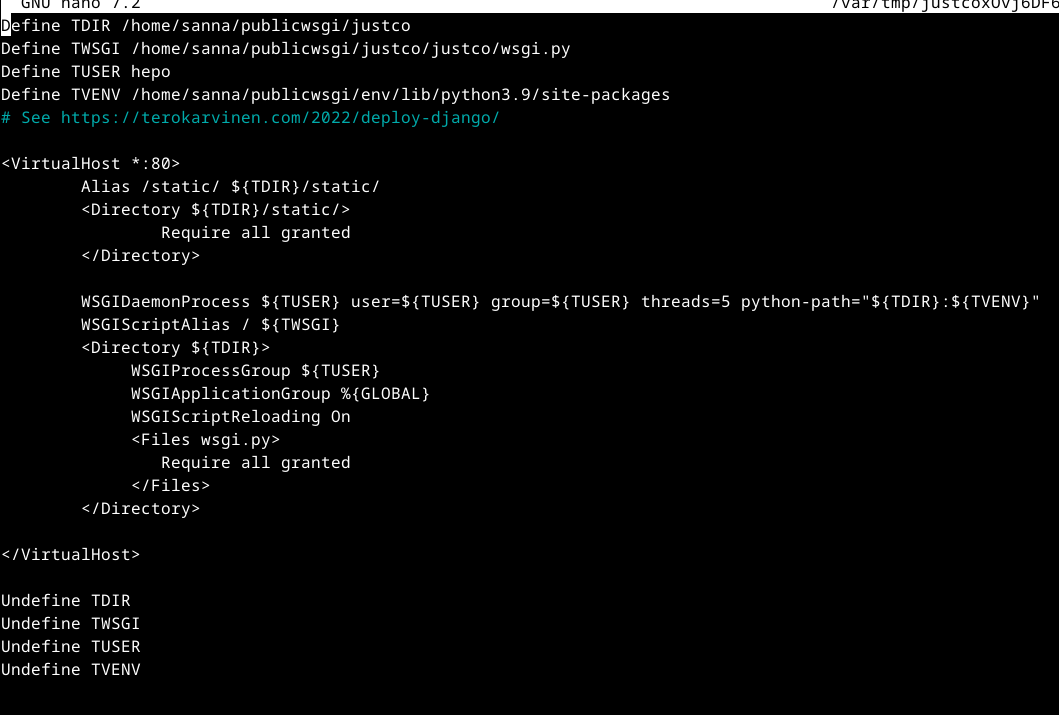 GNU nano 7.2 /var/tmp/justcoxOvj6DF6
Define TDIR /home/sanna/publicwsgi/justco
Define TWSGI /home/sanna/publicwsgi/justco/justco/wsgi.py
Define TUSER hepo
Define TVENV /home/sanna/publicwsgi/env/lib/python3.9/site-packages
# See https://terokarvinen.com/2022/deploy-django/
<VirtualHost *:80>
Alias /static/ ${TDIR}/static/
<Directory ${TDIR}/static/>
Require all granted
</Directory>
WSGIDaemonProcess ${TUSER} user=${TUSER} group=${TUSER} threads=5 python-path="${TDIR}:${TVENV}"
WSGIScriptAlias / ${TWSGI}
<Directory ${TDIR}>
WSGIProcessGroup ${TUSER}
WSGIApplicationGroup %{GLOBAL}
WSGIScriptReloading On
<Files wsgi.py>
Require all granted
</Files>
</Directory>
</VirtualHost>
Undefine TDIR
Undefine TWSGI
Undefine TUSER
Undefine TVENV